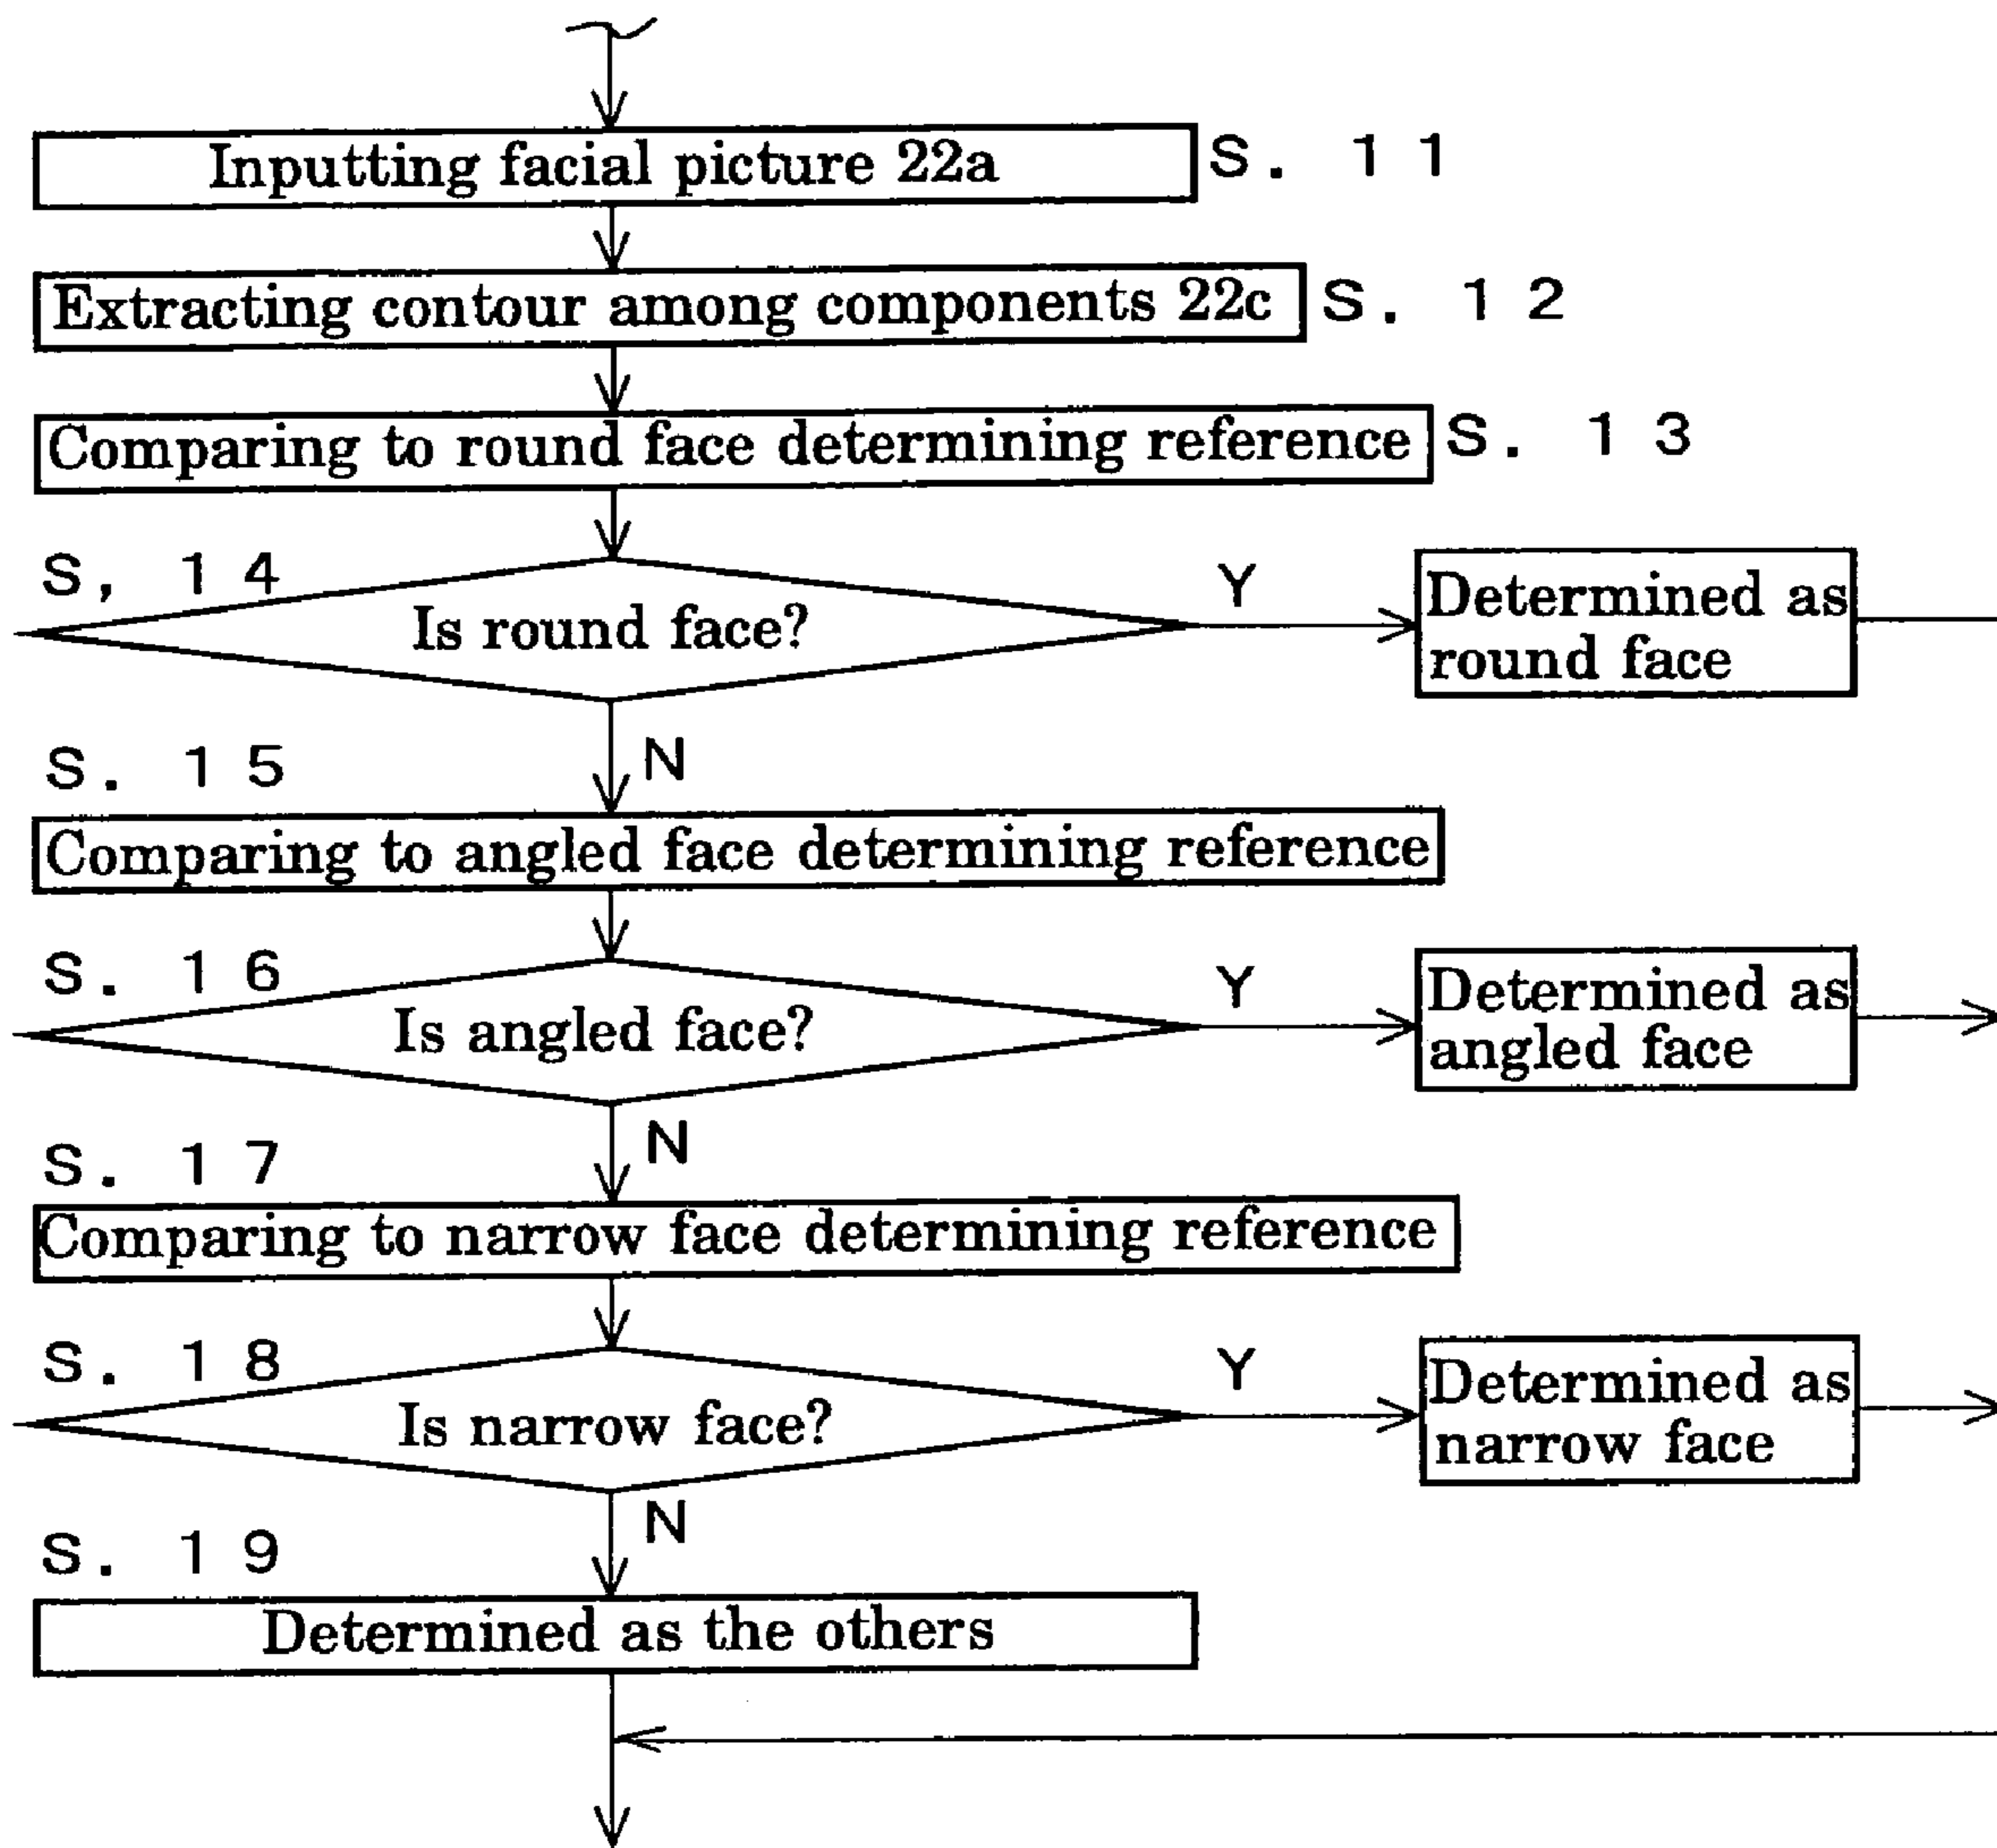 Inputting facial picture 22a
S. 11
Extracting contour among components 22c
S. 12
Comparing to round face determining reference
S. 13
S, 14
Is round face?
Y
Determined as
round face
N
S. 15
Comparing to angled face determining reference
S. 16
Is angled face?
Y
Determined as
angled face
N
S. 17
Comparing to narrow face determining reference
S. 18
Is narrow face?
Y
Determined as
narrow face
N
S. 19
Determined as the others